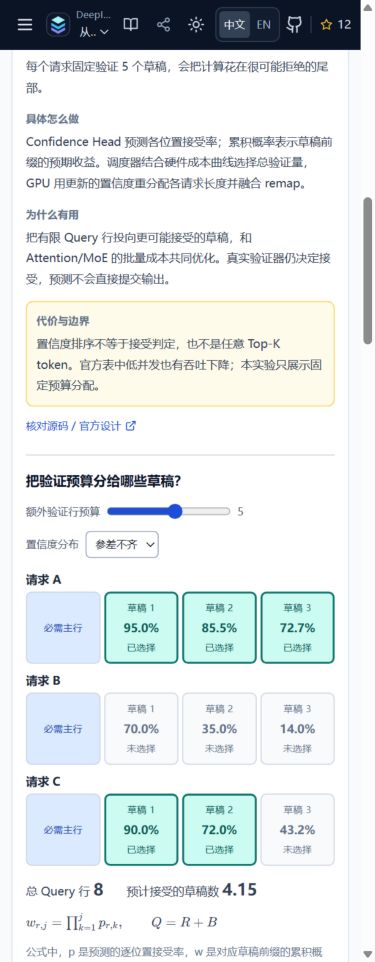 Deepl...
从..
中文
EN
12
每个请求固定验证 5 个草稿，会把计算花在很可能拒绝的尾
部。
具体怎么做
Confidence Head 预测各位置接受率；累积概率表示草稿前
缀的预期收益。调度器结合硬件成本曲线选择总验证量，
GPU 用更新的置信度重分配各请求长度并融合 remap。
为什么有用
把有限 Query 行投向更可能接受的草稿，和
Attention/MoE 的批量成本共同优化。真实验证器仍决定接
受，预测不会直接提交输出。
代价与边界
置信度排序不等于接受判定，也不是任意 Top-K
token。官方表中低并发也有吞吐下降；本实验只展示固
定预算分配。
核对源码 / 官方设计
把验证预算分给哪些草稿？
额外验证行预算 5
置信度分布 参差不齐
请求 A
必需主行
草稿 1
95.0%
已选择
草稿 2
85.5%
已选择
草稿 3
72.7%
已选择
请求 B
必需主行
草稿 1
70.0%
未选择
草稿 2
35.0%
未选择
草稿 3
14.0%
未选择
请求 C
必需主行
草稿 1
90.0%
已选择
草稿 2
72.0%
已选择
草稿 3
43.2%
未选择
总 Query 行 8 预计接受的草稿数 4.15
w_{r,j} = ∏_{k=1}^{j} p_{r,k}, Q = R + B
公式中，p 是预测的逐位置接受率，w 是对应草稿前缀的累积概